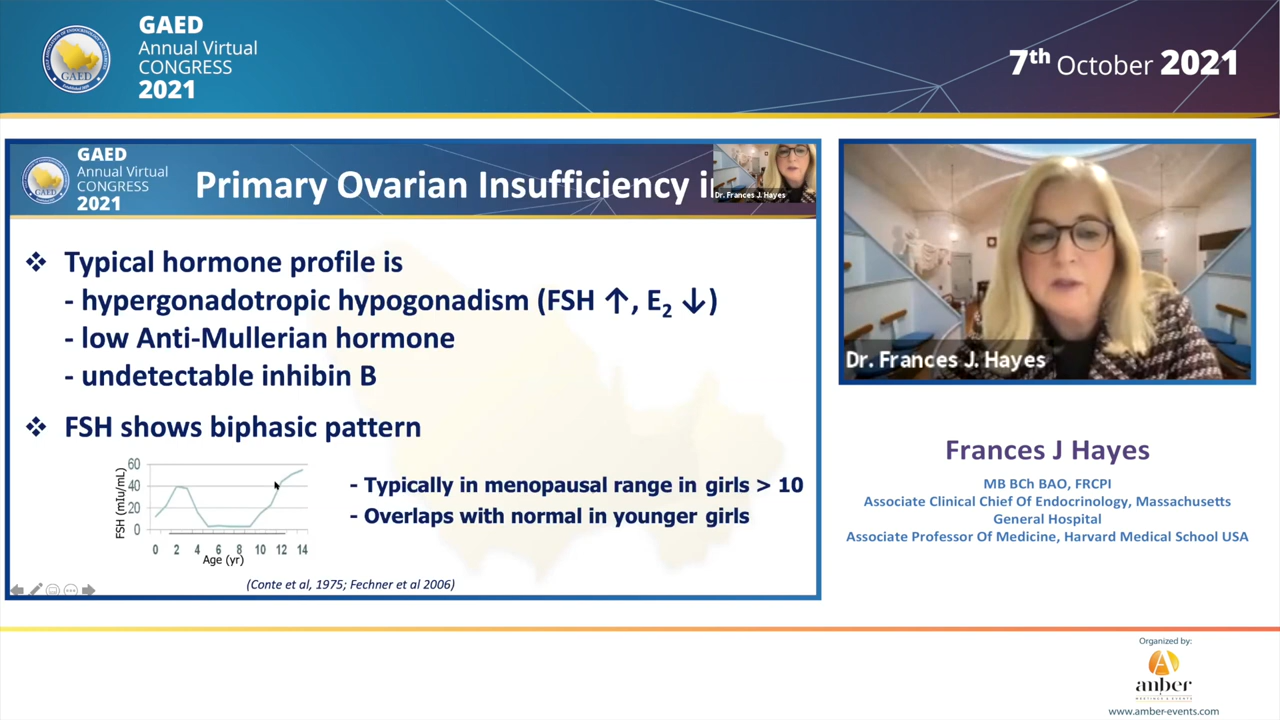 GAED
Annual Virtual
CONGRESS
2021
7th October 2021
GAED
GAED
Annual Virtual
CONGRESS
2021
Primary Ovarian Insufficiency
Dr. Frances J. Hayes
❖ Typical hormone profile is
- hypergonadotropic hypogonadism (FSH ↑, E2 ↓)
- low Anti-Mullerian hormone
- undetectable inhibin B
❖ FSH shows biphasic pattern
FSH (mIu/mL)
60
40
20
0
0 2 4 6 8 10 12 14
Age (yr)
- Typically in menopausal range in girls > 10
- Overlaps with normal in younger girls
(Conte et al, 1975; Fechner et al 2006)
Dr. Frances J. Hayes
Frances J Hayes
MB BCh BAO, FRCPI
Associate Clinical Chief Of Endocrinology, Massachusetts
General Hospital
Associate Professor Of Medicine, Harvard Medical School USA
Organized by:
anber
www.amber-events.com